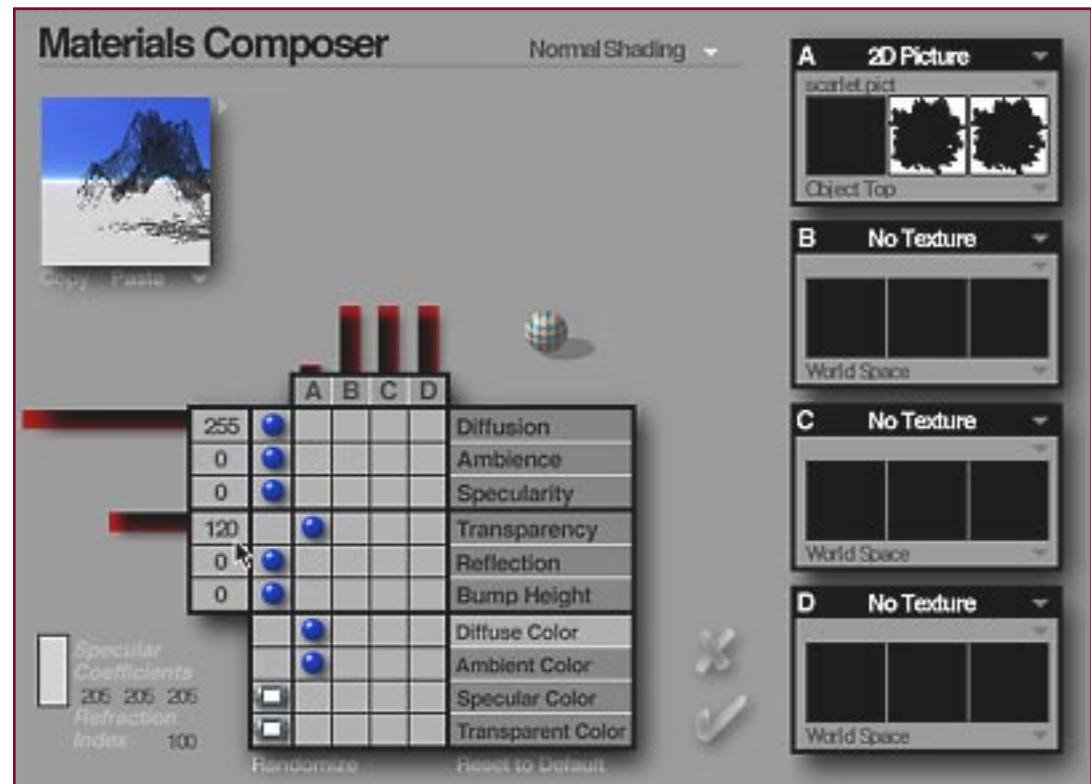 Materials Composer
Normal Shading
Copy Paste
A B C D
255 Diffusion
0 Ambience
0 Specularity
120 Transparency
0 Reflection
0 Bump Height
Diffuse Color
Ambient Color
Specular Color
Transparent Color
Randomize Reset to Default
Specular
Coefficients
205 205 205
Refraction
Index 100
A 2D Picture
scarlet.pict
Object Top
B No Texture
World Space
C No Texture
World Space
D No Texture
World Space